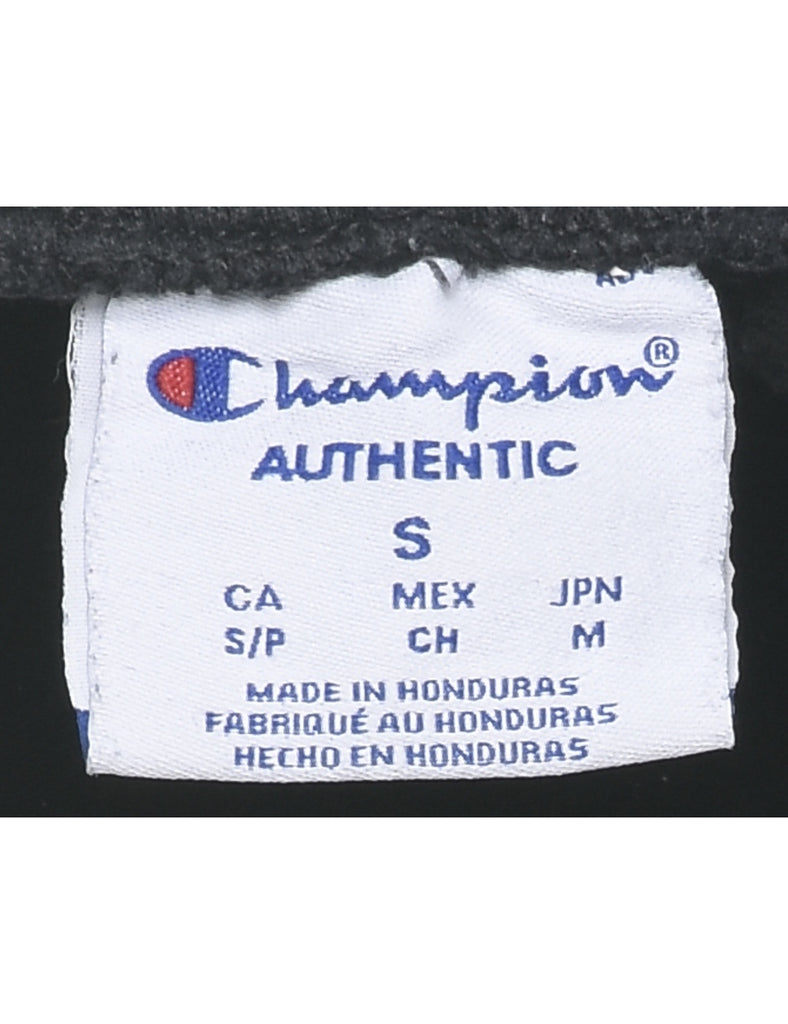 Champion®
AUTHENTIC
S
CA MEX JPN
S/P CH M
MADE IN HONDURAS
FABRIQUÉ AU HONDURAS
HECHO EN HONDURAS